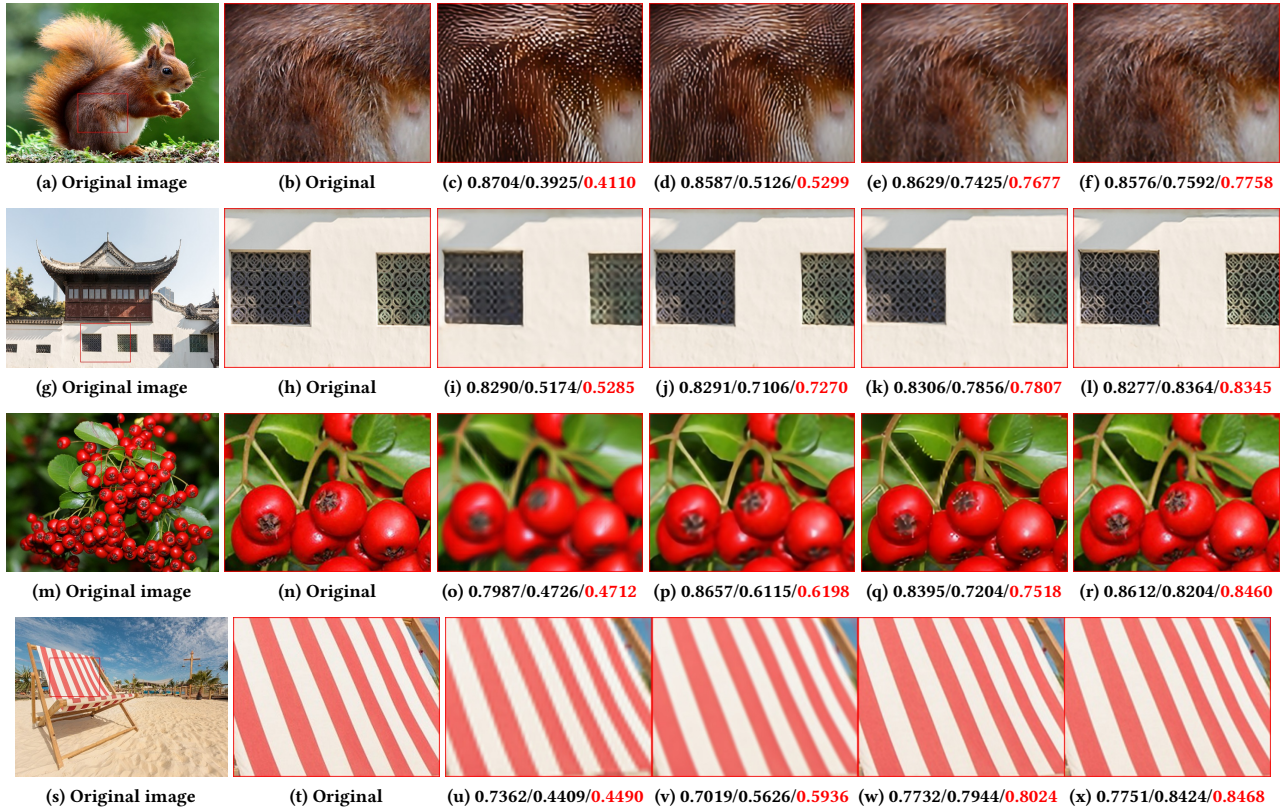 (a) Original image (b) Original (c) 0.8704/0.3925/0.4110 (d) 0.8587/0.5126/0.5299 (e) 0.8629/0.7425/0.7677 (f) 0.8576/0.7592/0.7758
(g) Original image (h) Original (i) 0.8290/0.5174/0.5285 (j) 0.8291/0.7106/0.7270 (k) 0.8306/0.7856/0.7807 (l) 0.8277/0.8364/0.8345
(m) Original image (n) Original (o) 0.7987/0.4726/0.4712 (p) 0.8657/0.6115/0.6198 (q) 0.8395/0.7204/0.7518 (r) 0.8612/0.8204/0.8460
(s) Original image (t) Original (u) 0.7362/0.4409/0.4490 (v) 0.7019/0.5626/0.5936 (w) 0.7732/0.7944/0.8024 (x) 0.7751/0.8424/0.8468